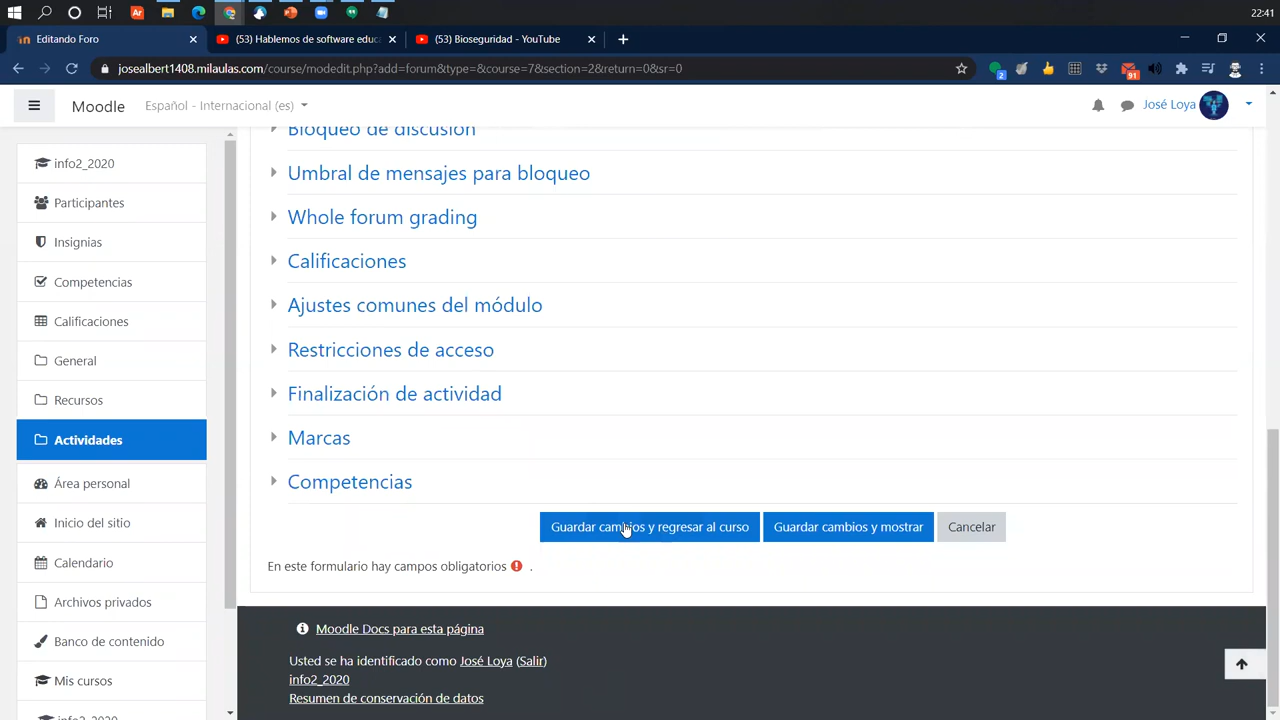 22:41
Editando Foro
(53) Hablemos de software educ
(53) Bioseguridad - YouTube
josealbert1408.milaulas.com/course/modedit.php?add=forum&type=&course=7&section=2&return=0&sr=0
2
91
Moodle
Español - Internacional (es)
José Loya
info2_2020
Participantes
Insignias
Competencias
Calificaciones
General
Recursos
Actividades
Área personal
Inicio del sitio
Calendario
Archivos privados
Banco de contenido
Mis cursos
info2_2020
Bloqueo de discusión
Umbral de mensajes para bloqueo
Whole forum grading
Calificaciones
Ajustes comunes del módulo
Restricciones de acceso
Finalización de actividad
Marcas
Competencias
Guardar cambios y regresar al curso
Guardar cambios y mostrar
Cancelar
En este formulario hay campos obligatorios .
Moodle Docs para esta página
Usted se ha identificado como José Loya (Salir)
info2_2020
Resumen de conservación de datos